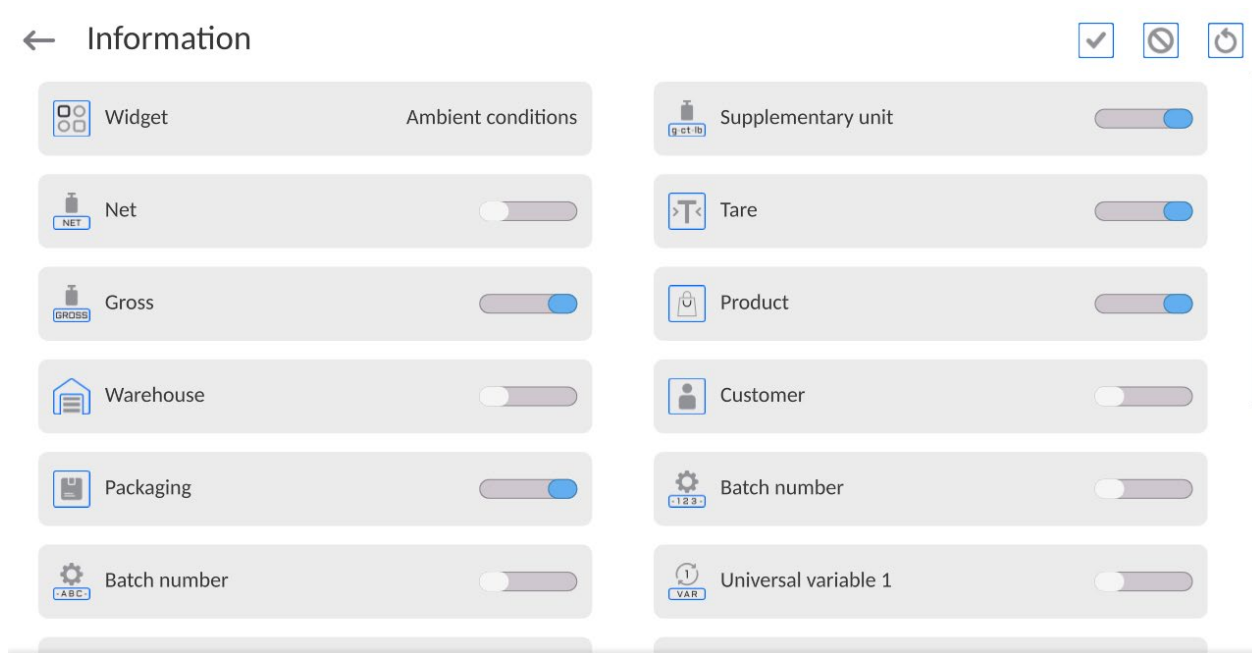 Information
Widget Ambient conditions
g-ct-lb Supplementary unit
NET Net
T Tare
GROSS Gross
Product
Warehouse
Customer
Packaging
-123- Batch number
-ABC- Batch number
1 VAR Universal variable 1